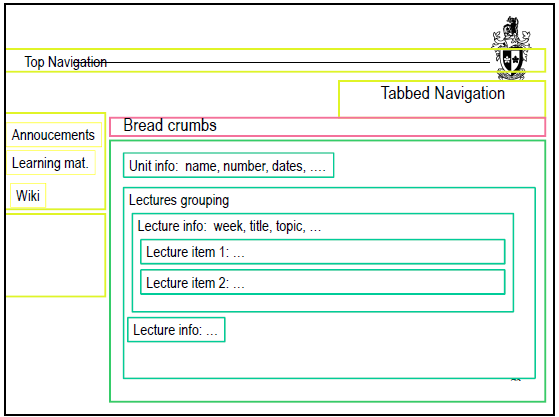 Top Navigation
Tabbed Navigation
Bread crumbs
Annoucements
Learning mat.
Wiki
Unit info: name, number, dates, ….
Lectures grouping
Lecture info: week, title, topic, …
Lecture item 1: …
Lecture item 2: …
Lecture info: …